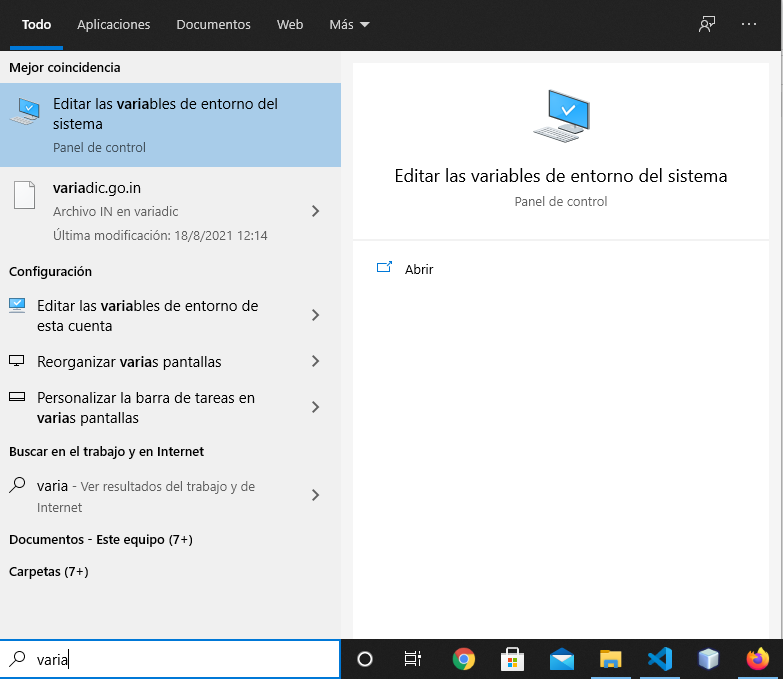 Todo Aplicaciones Documentos Web Más
Mejor coincidencia
Editar las variables de entorno del
sistema
Panel de control
variadic.go.in
Archivo IN en variadic
Última modificación: 18/8/2021 12:14
Configuración
Editar las variables de entorno de
esta cuenta
Reorganizar varias pantallas
Personalizar la barra de tareas en
varias pantallas
Buscar en el trabajo y en Internet
varia - Ver resultados del trabajo y de
Internet
Documentos - Este equipo (7+)
Carpetas (7+)
varia
Editar las variables de entorno del sistema
Panel de control
Abrir